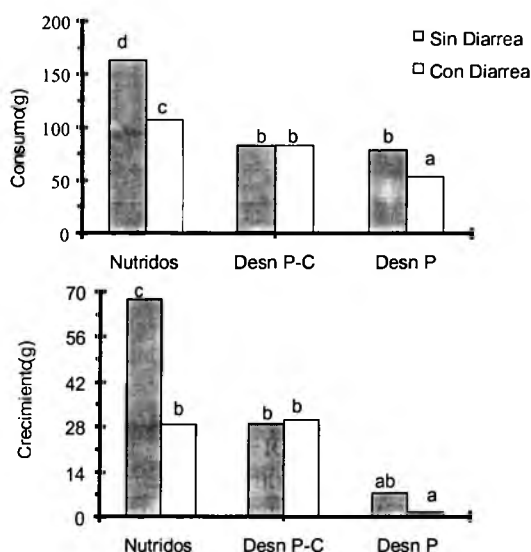 200
d
□ Sin Diarrea
150
□ Con Diarrea
c
Consumo(g)
100
b b b
a
50
0
Nutridos Desn P-C Desn P
70
c
56
Crecimiento(g)
42
b b b
28
14
ab
a
0
Nutridos Desn P-C Desn P